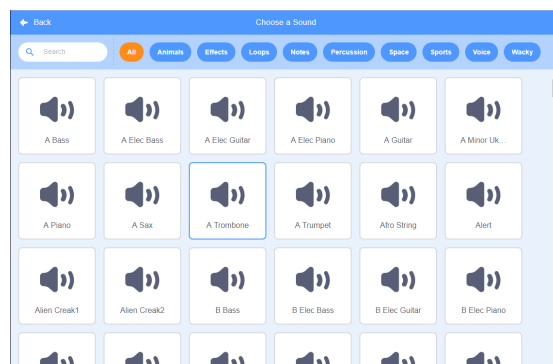 Back
Choose a Sound
Search
All Animals Effects Loops Notes Percussion Space Sports Voice Wacky
A Bass A Elec Bass A Elec Guitar A Elec Piano A Guitar A Minor Uk...
A Piano A Sax A Trombone A Trumpet Afro String Alert
Alien Creak1 Alien Creak2 B Bass B Elec Bass B Elec Guitar B Elec Piano